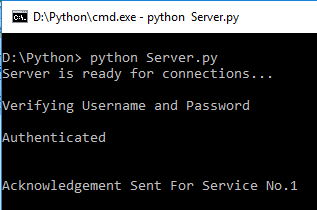 D:\Python\cmd.exe - python Server.py
D:\Python> python Server.py
Server is ready for connections...
Verifying Username and Password
Authenticated
Acknowledgement Sent For Service No.1